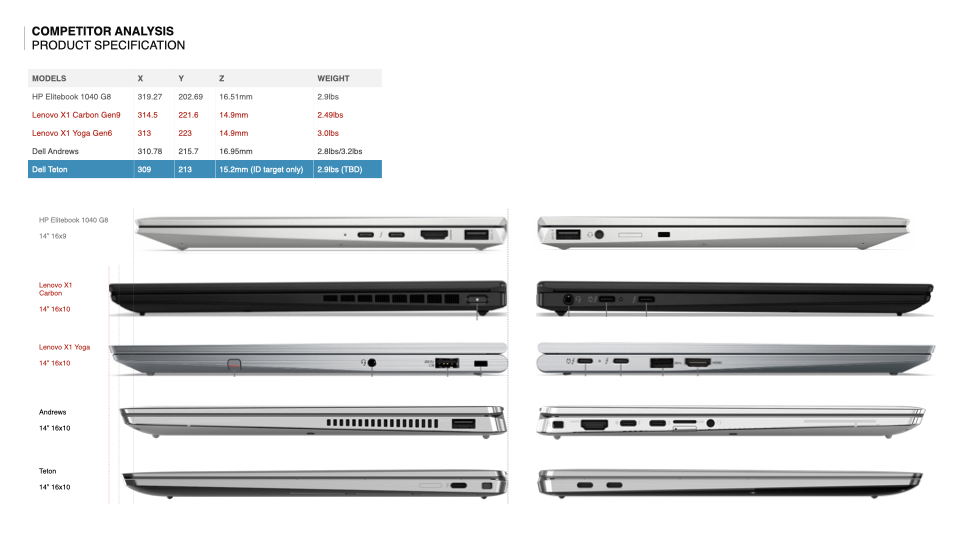 COMPETITOR ANALYSIS
PRODUCT SPECIFICATION
MODELS X Y Z WEIGHT
HP Elitebook 1040 G8 319.27 202.69 16.51mm 2.9lbs
Lenovo X1 Carbon Gen9 314.5 221.6 14.9mm 2.49lbs
Lenovo X1 Yoga Gen6 313 223 14.9mm 3.0lbs
Dell Andrews 310.78 215.7 16.95mm 2.8lbs/3.2lbs
Dell Teton 309 213 15.2mm (ID target only) 2.9lbs (TBD)
HP Elitebook 1040 G8
14" 16x9
Lenovo X1
Carbon
14" 16x10
Lenovo X1 Yoga
14" 16x10
Andrews
14" 16x10
Teton
14" 16x10